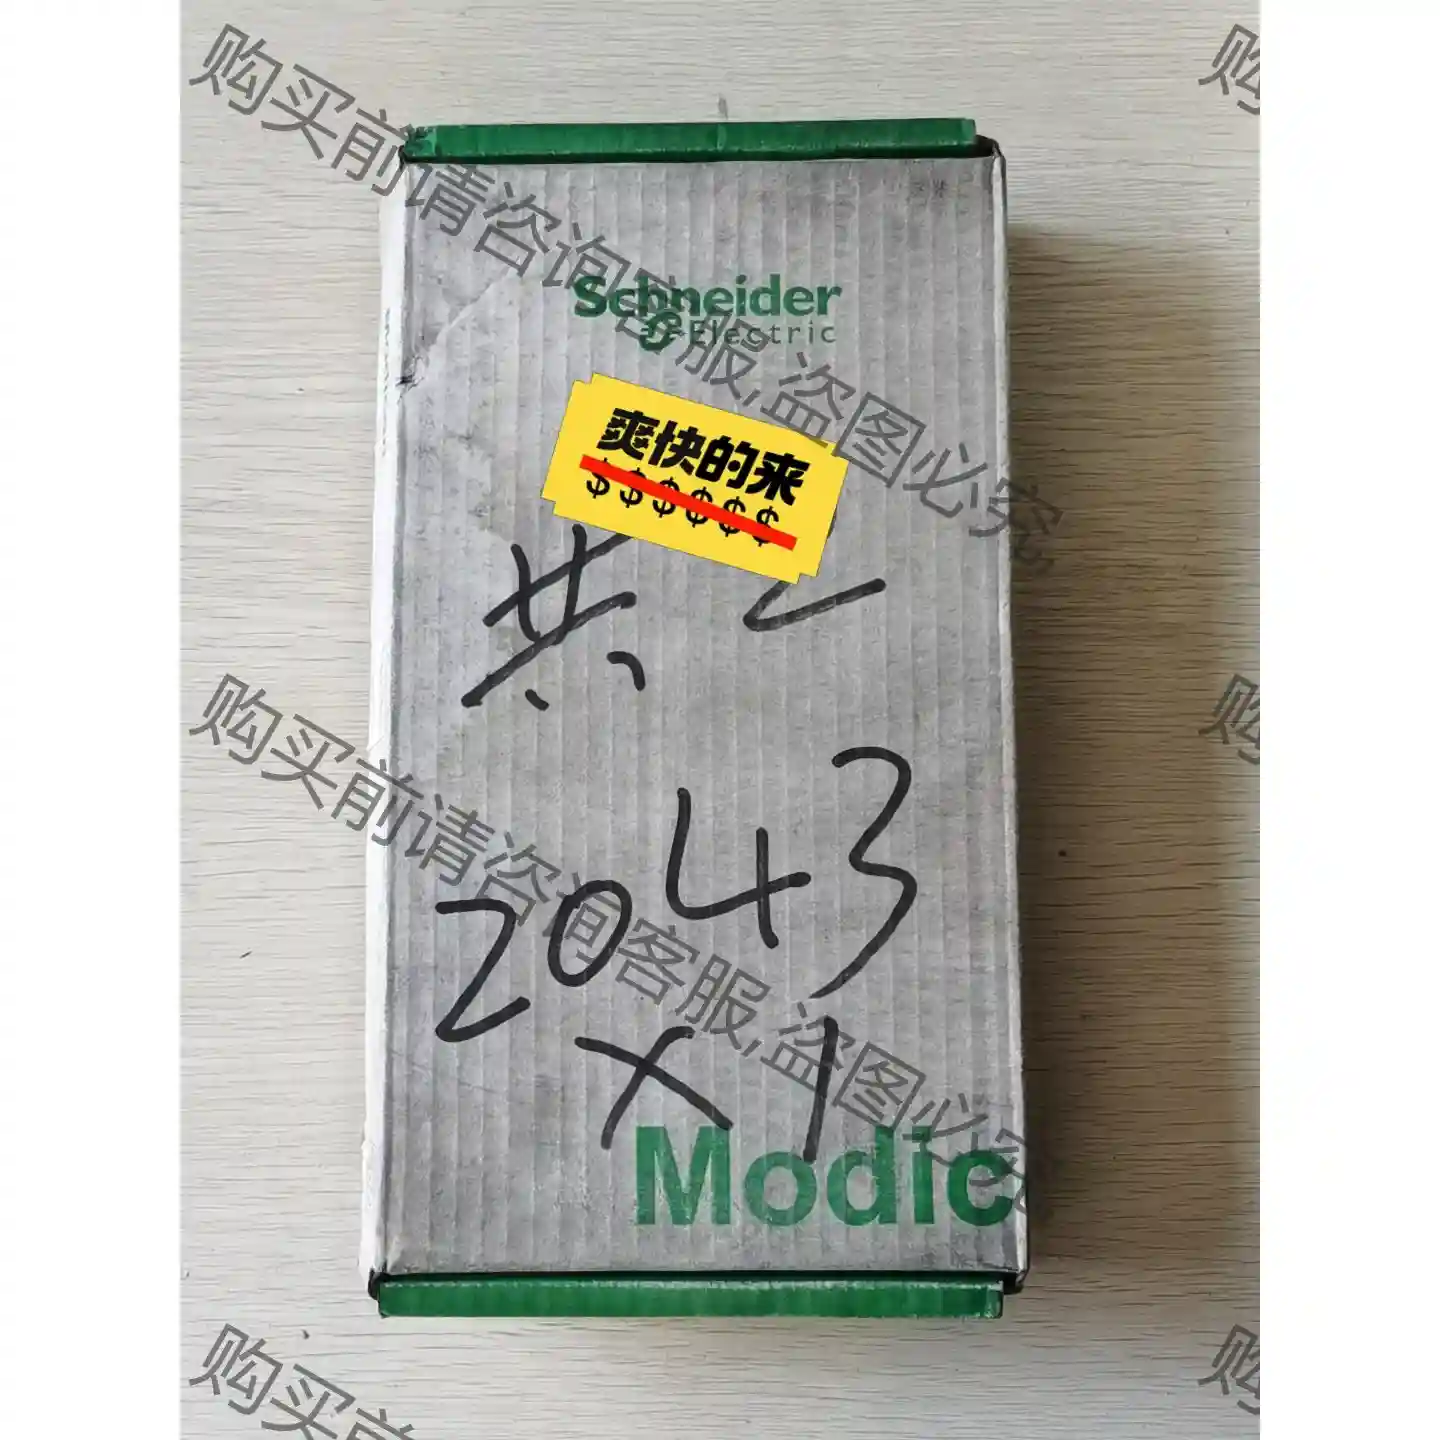 购买前请咨询客服,盗图必究
购
Schneider
Electric
爽快的来
$$$$$$
共 2
购买前请咨询客服,盗图必究
购
2043
X1
Modic
购买前
购